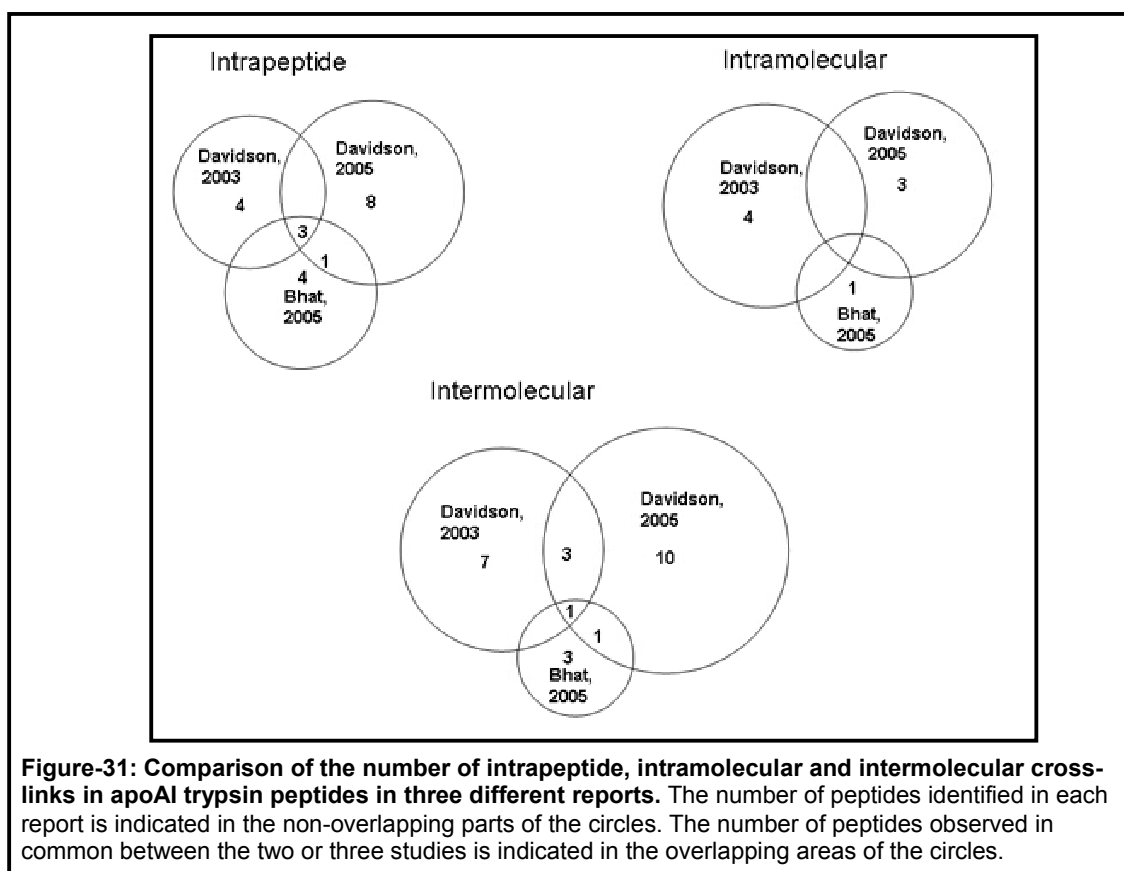 Intrapeptide
Davidson,
2003
4
Davidson,
2005
8
3
1
4
Bhat,
2005
Intramolecular
Davidson,
2003
4
Davidson,
2005
3
1
Bhat,
2005
Intermolecular
Davidson,
2003
7
3
Davidson,
2005
10
1
1
3
Bhat,
2005
Figure-31: Comparison of the number of intrapeptide, intramolecular and intermolecular cross-
links in apoAI trypsin peptides in three different reports. The number of peptides identified in each
report is indicated in the non-overlapping parts of the circles. The number of peptides observed in
common between the two or three studies is indicated in the overlapping areas of the circles.